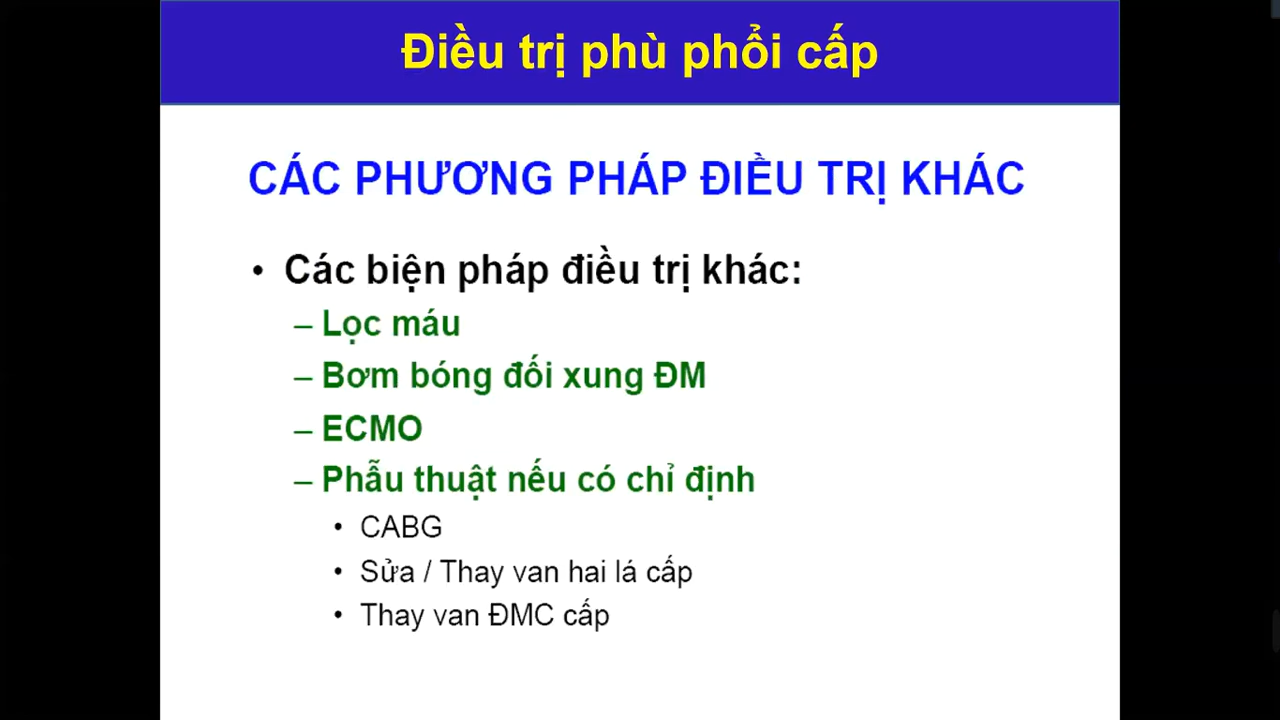 Điều trị phù phổi cấp
CÁC PHƯƠNG PHÁP ĐIỀU TRỊ KHÁC
• Các biện pháp điều trị khác:
– Lọc máu
– Bơm bóng đối xung ĐM
– ECMO
– Phẫu thuật nếu có chỉ định
• CABG
• Sửa / Thay van hai lá cấp
• Thay van ĐMC cấp